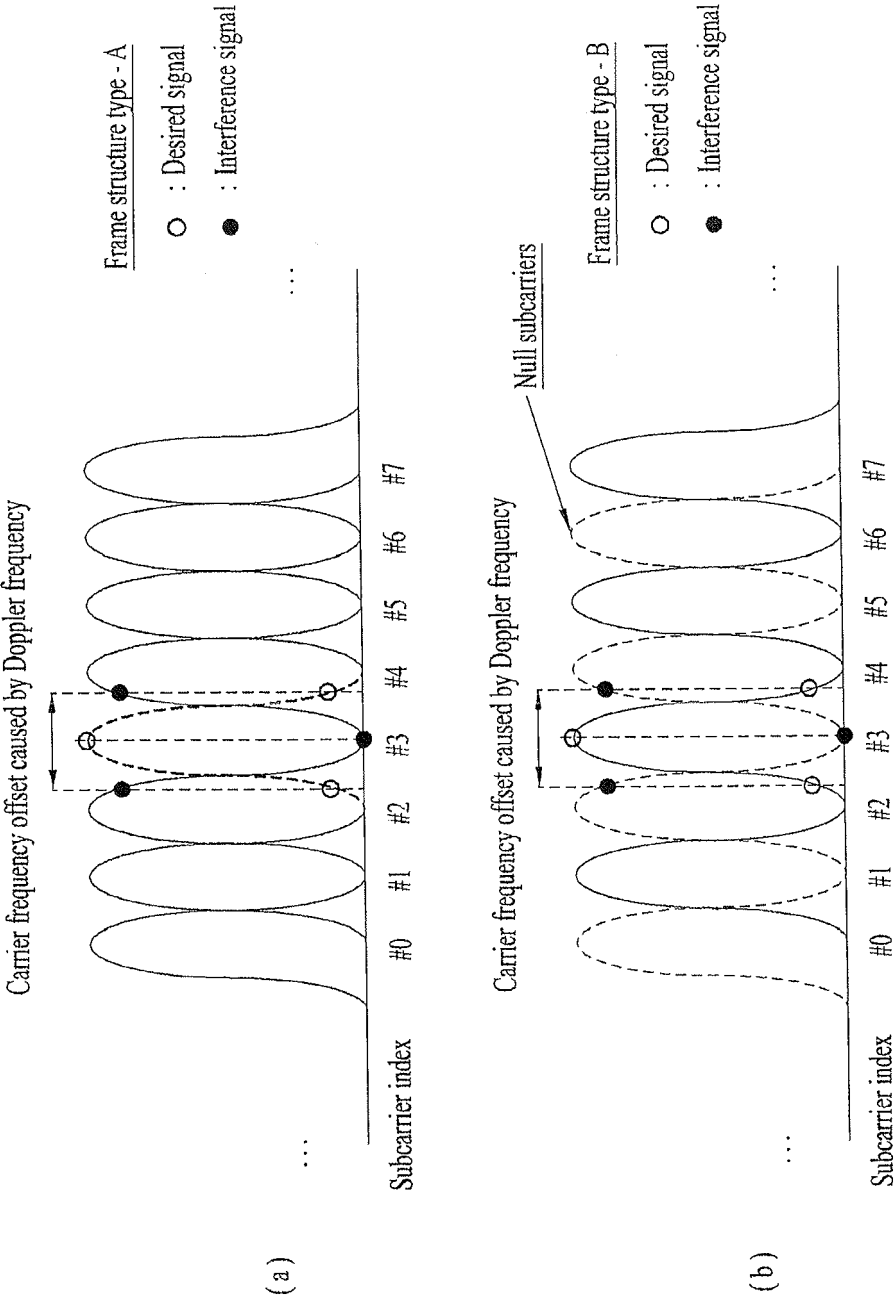 Carrier frequency offset caused by Doppler frequency
Frame structure type - A
: Desired signal
: Interference signal
...
...
Subcarrier index
#0 #1 #2 #3 #4 #5 #6 #7
( a )
Carrier frequency offset caused by Doppler frequency
Null subcarriers
Frame structure type - B
: Desired signal
: Interference signal
...
...
Subcarrier index
#0 #1 #2 #3 #4 #5 #6 #7
( b )